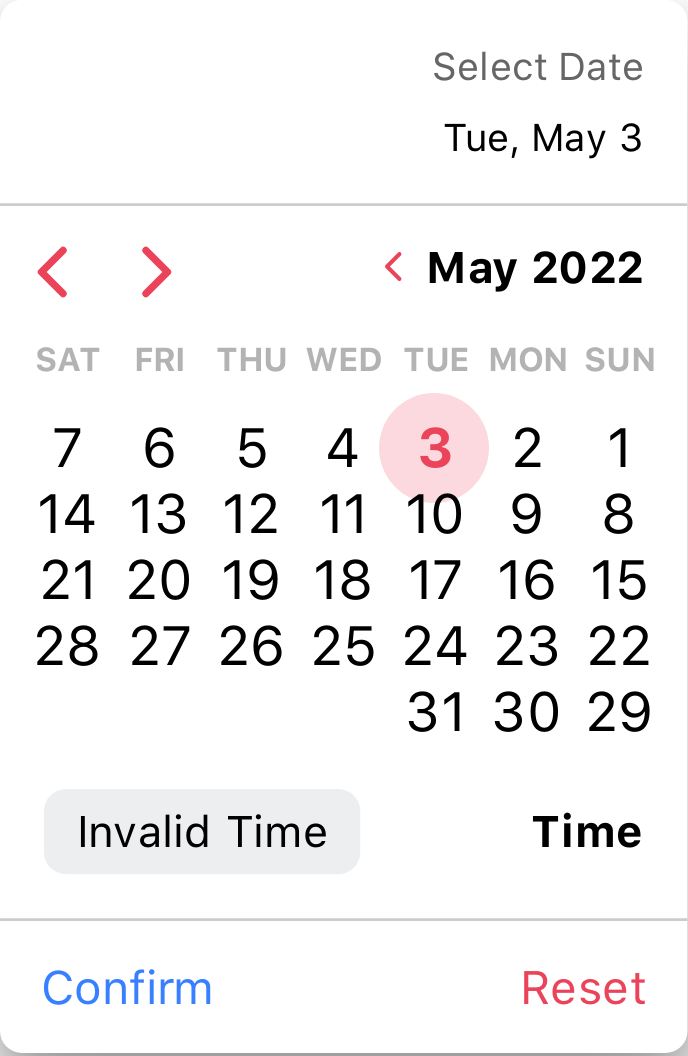 Select Date
Tue, May 3
May 2022
SAT FRI THU WED TUE MON SUN
7 6 5 4 3 2 1
14 13 12 11 10 9 8
21 20 19 18 17 16 15
28 27 26 25 24 23 22
31 30 29
Invalid Time Time
Confirm Reset